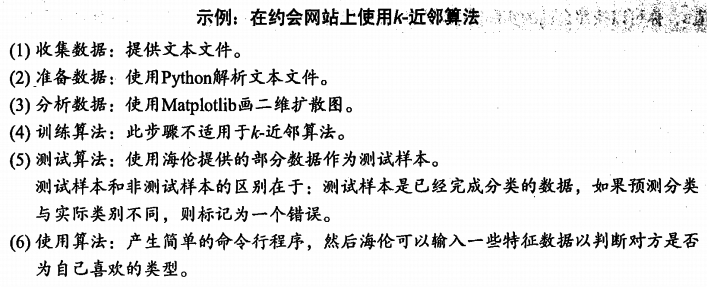 示例：在约会网站上使用k-近邻算法
(1) 收集数据：提供文本文件。
(2) 准备数据：使用Python解析文本文件。
(3) 分析数据：使用Matplotlib画二维扩散图。
(4) 训练算法：此步骤不适用于k-近邻算法。
(5) 测试算法：使用海伦提供的部分数据作为测试样本。
测试样本和非测试样本的区别在于：测试样本是已经完成分类的数据，如果预测分类
与实际类别不同，则标记为一个错误。
(6) 使用算法：产生简单的命令行程序，然后海伦可以输入一些特征数据以判断对方是否
为自己喜欢的类型。